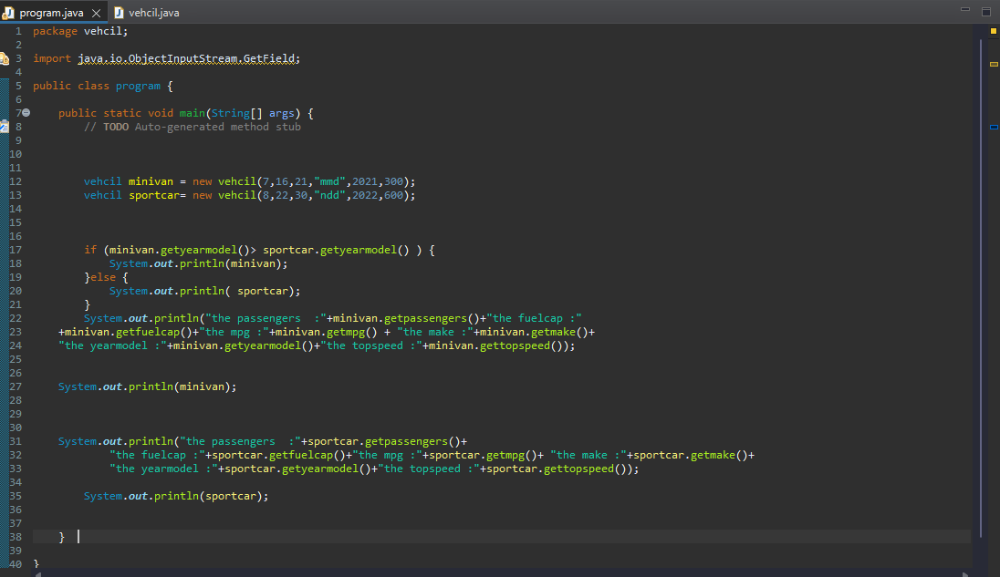 program.java vehcil.java
1 package vehcil;
2
3 import java.io.ObjectInputStream.GetField;
4
5 public class program {
6
7 public static void main(String[] args) {
8 // TODO Auto-generated method stub
9
10
11
12 vehcil minivan = new vehcil(7,16,21,"mmd",2021,300);
13 vehcil sportcar= new vehcil(8,22,30,"ndd",2022,600);
14
15
16
17 if (minivan.getyearmodel()> sportcar.getyearmodel() ) {
18 System.out.println(minivan);
19 }else {
20 System.out.println( sportcar);
21 }
22 System.out.println("the passengers  :"+minivan.getpassengers()+"the fuelcap :"
23 +minivan.getfuelcap()+"the mpg :"+minivan.getmpg() + "the make :"+minivan.getmake()+
24 "the yearmodel :"+minivan.getyearmodel()+"the topspeed :"+minivan.gettopspeed());
25
26
27 System.out.println(minivan);
28
29
30
31 System.out.println("the passengers  :"+sportcar.getpassengers()+
32 "the fuelcap :"+sportcar.getfuelcap()+"the mpg :"+sportcar.getmpg()+ "the make :"+sportcar.getmake()+
33 "the yearmodel :"+sportcar.getyearmodel()+"the topspeed :"+sportcar.gettopspeed());
34
35 System.out.println(sportcar);
36
37
38 }
39
40 }